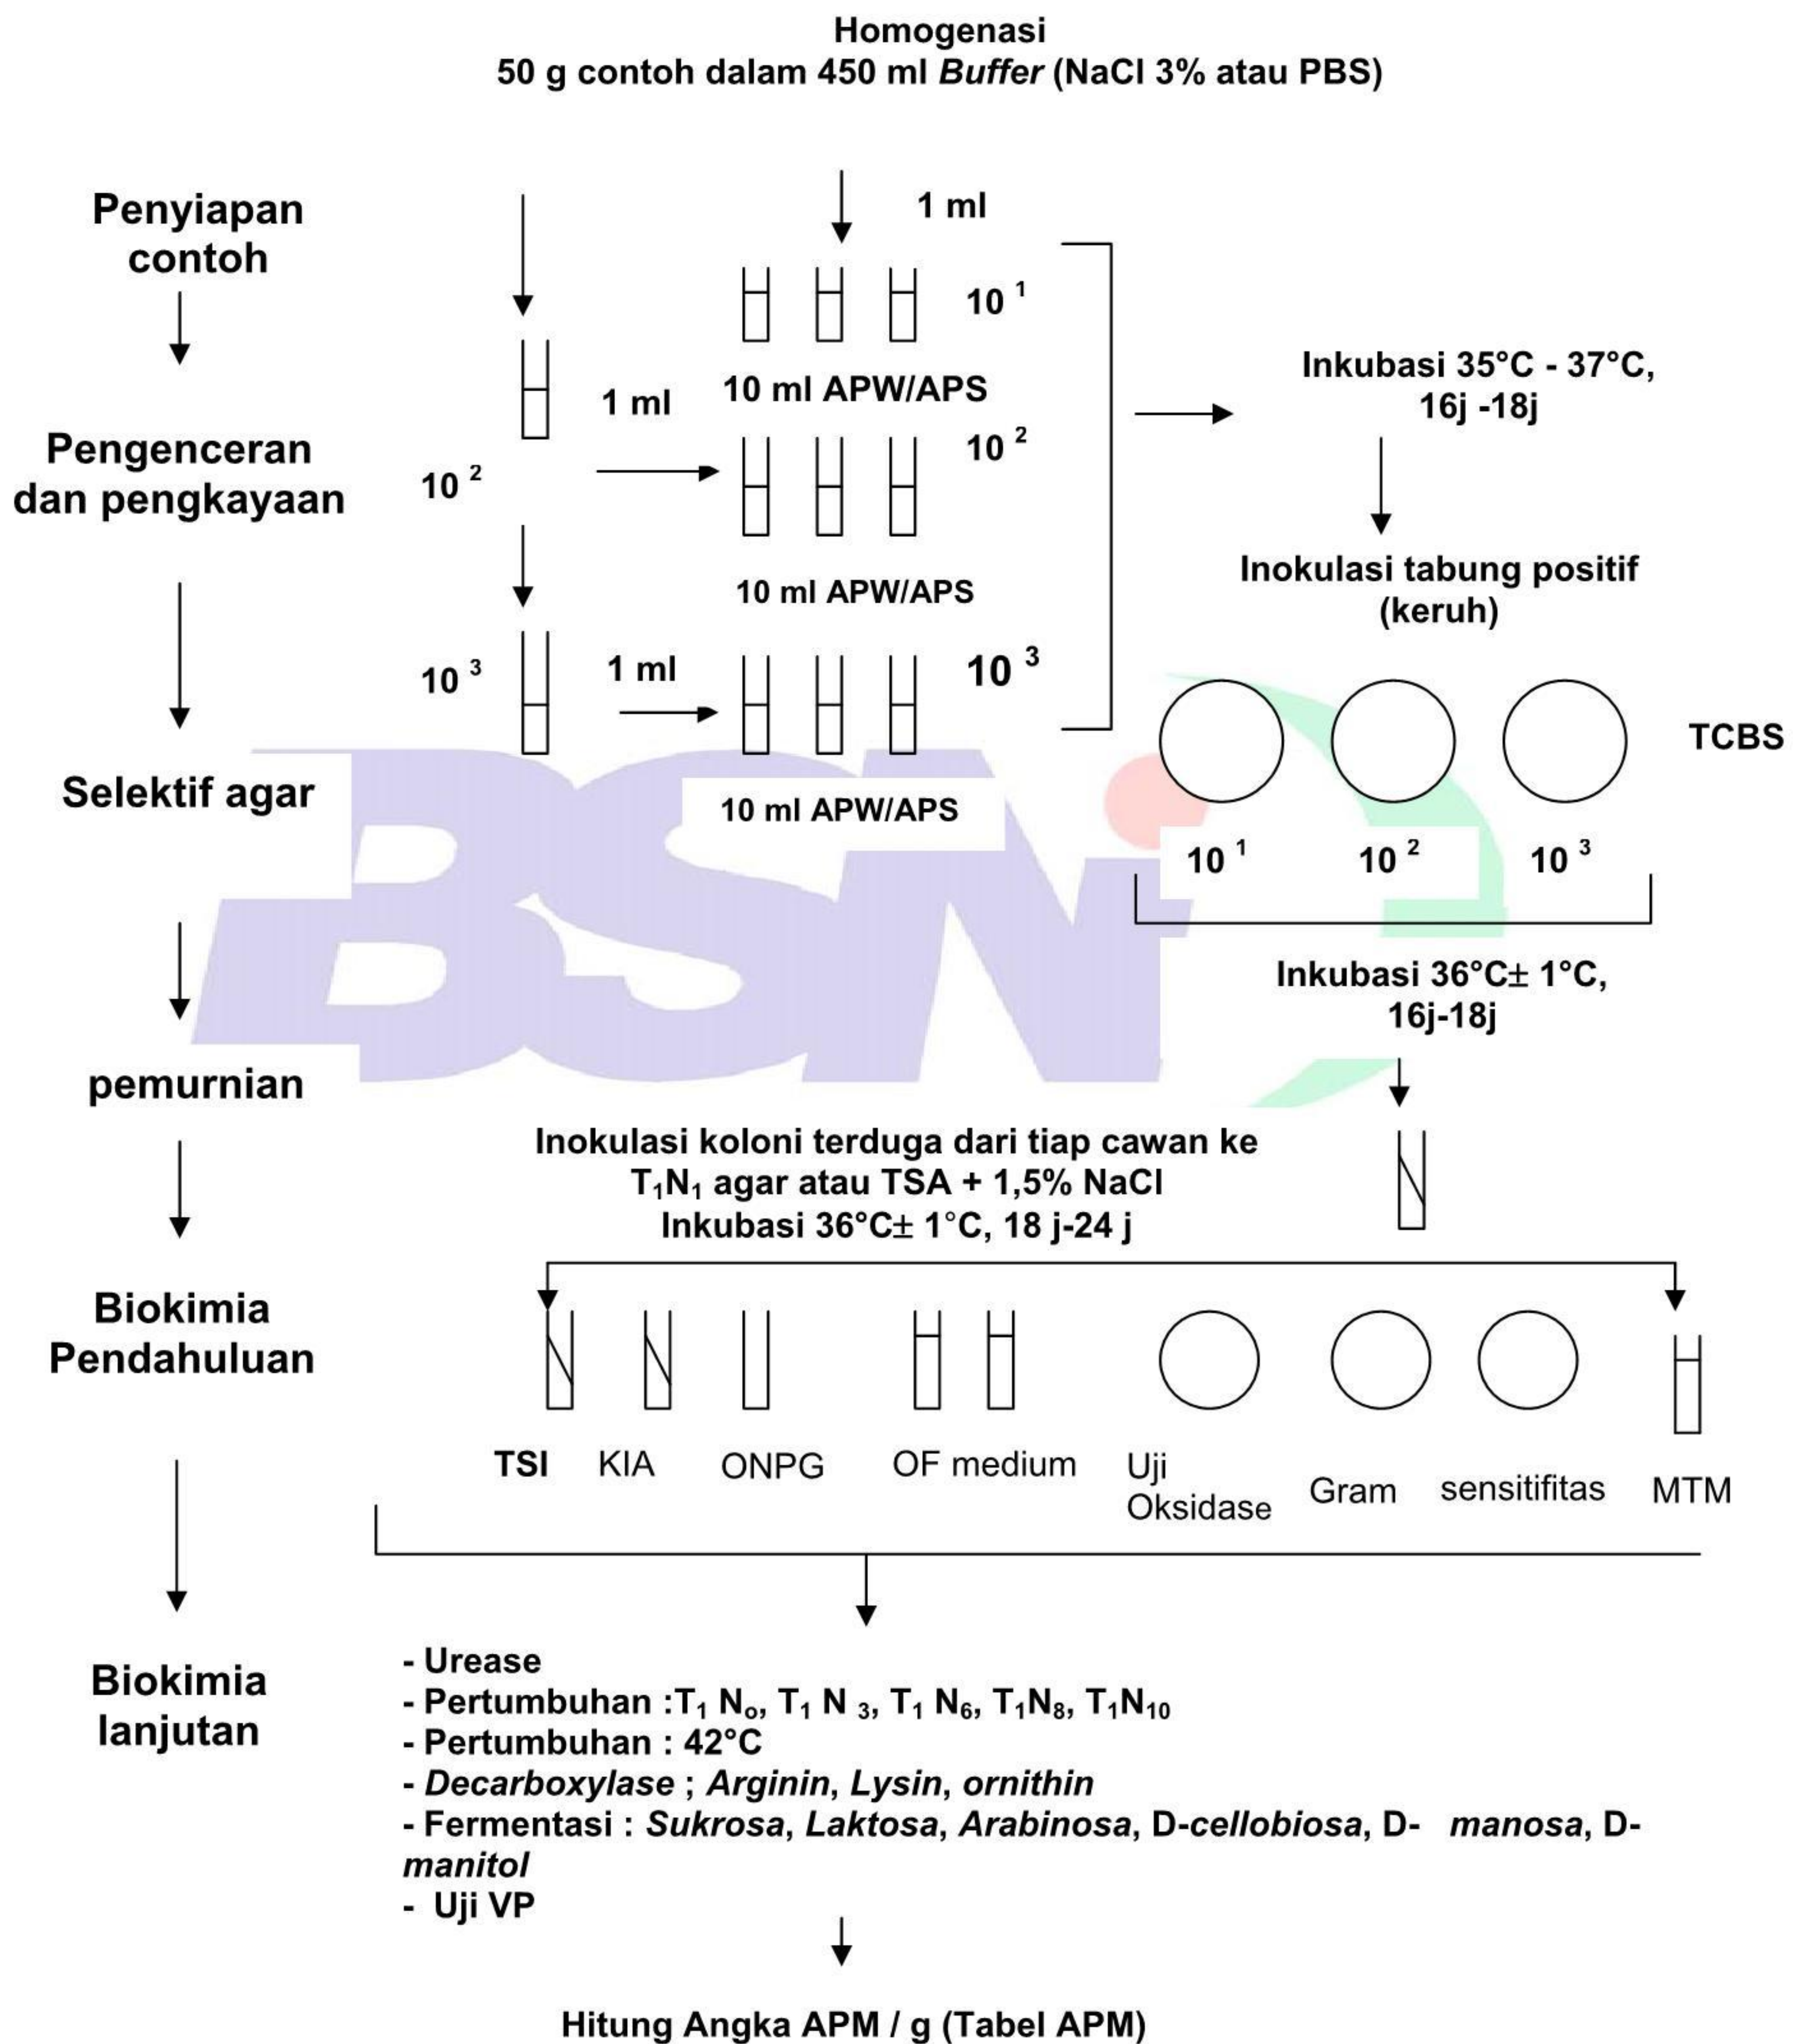 Homogenasi
50 g contoh dalam 450 ml Buffer (NaCl 3% atau PBS)
Penyiapan
contoh
1 ml
10 1
10 ml APW/APS
1 ml
10 2
10 2
Pengenceran
dan pengkayaan
10 ml APW/APS
10 3
1 ml
10 3
10 ml APW/APS
Inkubasi 35°C - 37°C,
16j -18j
Inokulasi tabung positif
(keruh)
TCBS
10 1
10 2
10 3
Selektif agar
BSNi
Inkubasi 36°C± 1°C,
16j-18j
pemurnian
Inokulasi koloni terduga dari tiap cawan ke
T1N1 agar atau TSA + 1,5% NaCl
Inkubasi 36°C± 1°C, 18 j-24 j
Biokimia
Pendahuluan
TSI
KIA
ONPG
OF medium
Uji
Oksidase
Gram
sensitifitas
MTM
Biokimia
lanjutan
- Urease
- Pertumbuhan :T1 No, T1 N 3, T1 N6, T1N8, T1N10
- Pertumbuhan : 42°C
- Decarboxylase ; Arginin, Lysin, ornithin
- Fermentasi : Sukrosa, Laktosa, Arabinosa, D-cellobiosa, D- manosa, D-
manitol
- Uji VP
Hitung Angka APM / g (Tabel APM)